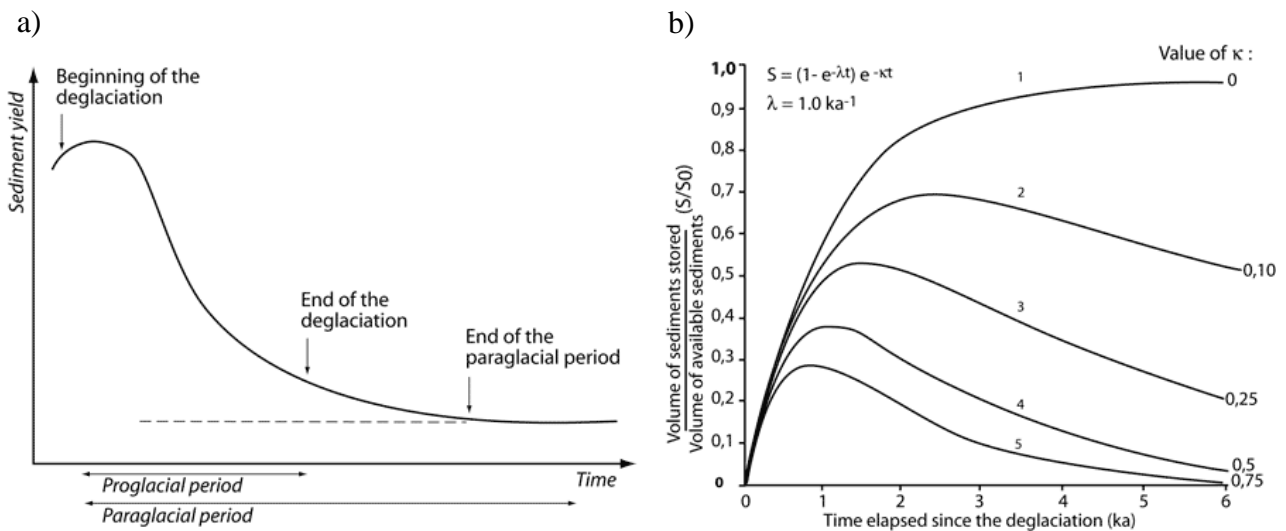 a)
Sediment yield
Beginning of the
deglaciation
End of the
deglaciation
End of the
paraglacial period
Time
Proglacial period
Paraglacial period
b)
Value of κ :
S = (1- e-λt) e -κt
λ = 1.0 ka-1
Volume of sediments stored
Volume of available sediments
(S/S0)
1,0
0,9
0,8
0,7
0,6
0,5
0,4
0,3
0,2
0,1
0
1
2
3
4
5
0
0,10
0,25
0,5
0,75
0 1 2 3 4 5 6
Time elapsed since the deglaciation (ka)